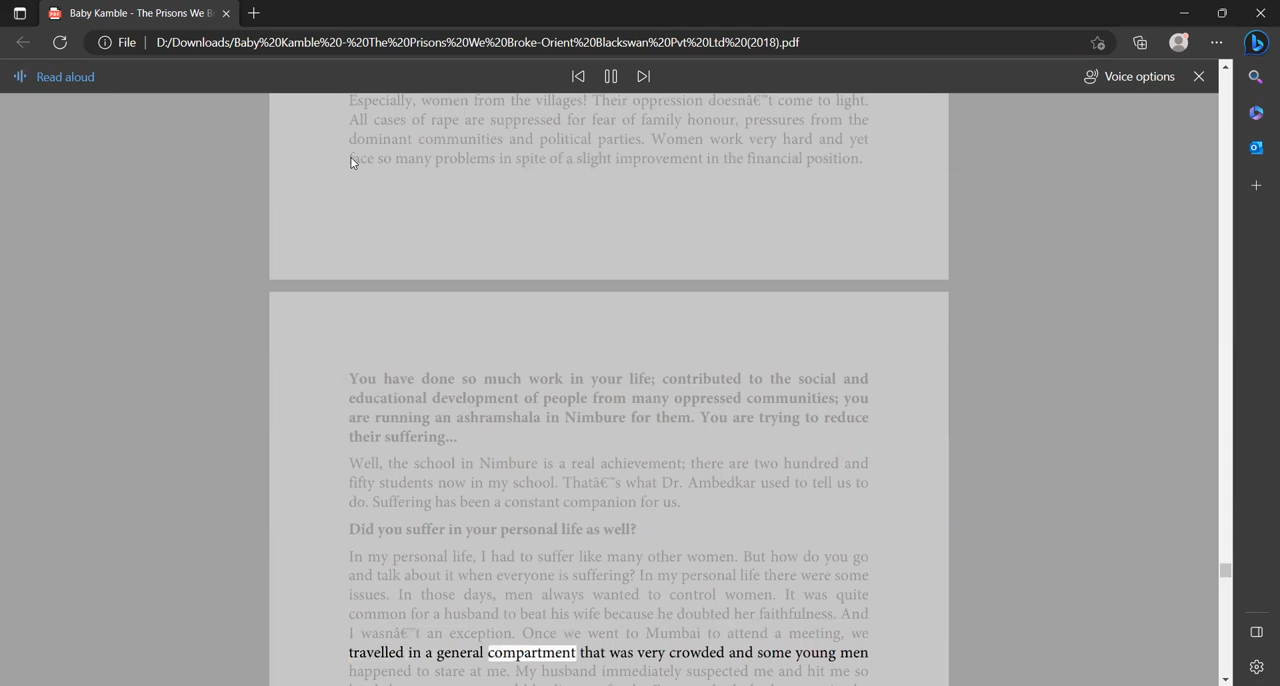 Baby Kamble - The Prisons We B
File
D:/Downloads/Baby%20Kamble%20-%20The%20Prisons%20We%20Broke-Orient%20Blackswan%20Pvt%20Ltd%20(2018).pdf
Read aloud
Voice options
Especially, women from the villages! Their oppression doesnâ€™t come to light.
All cases of rape are suppressed for fear of family honour, pressures from the
dominant communities and political parties. Women work very hard and yet
face so many problems in spite of a slight improvement in the financial position.
You have done so much work in your life; contributed to the social and
educational development of people from many oppressed communities; you
are running an ashramshala in Nimbure for them. You are trying to reduce
their suffering...
Well, the school in Nimbure is a real achievement; there are two hundred and
fifty students now in my school. Thatâ€™s what Dr. Ambedkar used to tell us to
do. Suffering has been a constant companion for us.
Did you suffer in your personal life as well?
In my personal life, I had to suffer like many other women. But how do you go
and talk about it when everyone is suffering? In my personal life there were some
issues. In those days, men always wanted to control women. It was quite
common for a husband to beat his wife because he doubted her faithfulness. And
I wasnâ€™t an exception. Once we went to Mumbai to attend a meeting, we
travelled in a general compartment that was very crowded and some young men
happened to stare at me. My husband immediately suspected me and hit me so